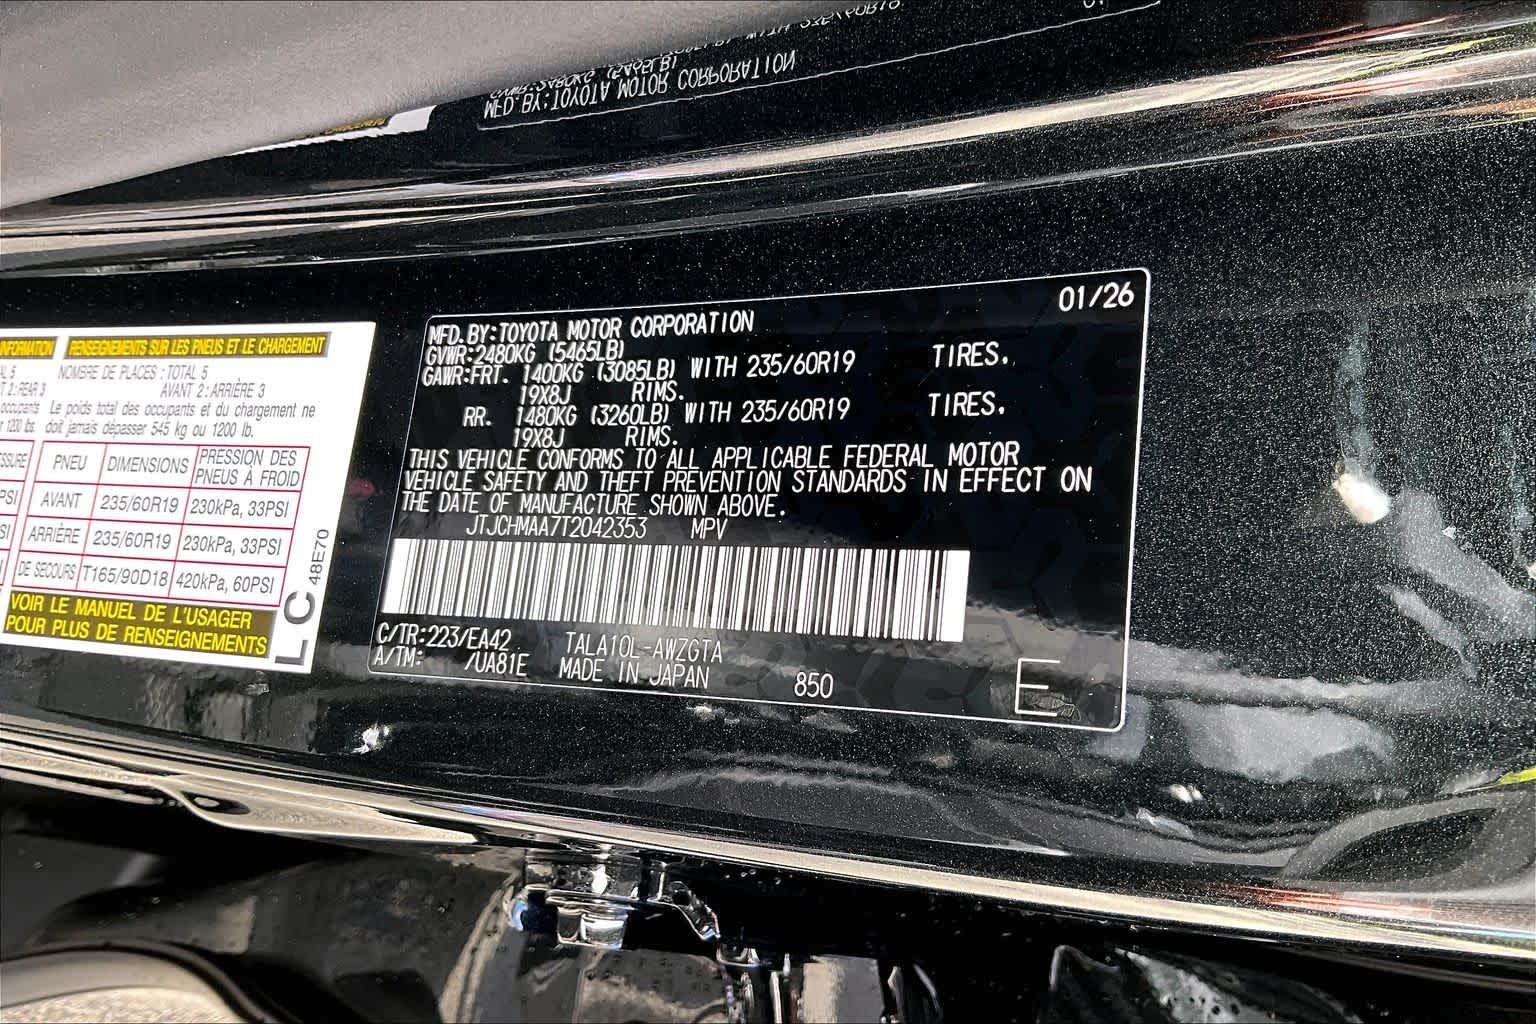 01/26
MFD.BY:TOYOTA MOTOR CORPORATION
GVWR:2480KG (5465LB)
GAWR:FRT. 1400KG (3085LB) WITH 235/60R19 TIRES.
19X8J RIMS.
RR. 1480KG (3260LB) WITH 235/60R19 TIRES.
19X8J RIMS.
THIS VEHICLE CONFORMS TO ALL APPLICABLE FEDERAL MOTOR
VEHICLE SAFETY AND THEFT PREVENTION STANDARDS IN EFFECT ON
THE DATE OF MANUFACTURE SHOWN ABOVE.
JTJCHMAA7T2042353 MPV
C/TR:223/EA42 TALA10L-AWZGTA
A/TM: /UA81E MADE IN JAPAN 850
E
RENSEIGNEMENTS SUR LES PNEUS ET LE CHARGEMENT
NOMBRE DE PLACES : TOTAL 5
AVANT 2 : ARRIÈRE 3
Le poids total des occupants et du chargement ne
doit jamais dépasser 545 kg ou 1200 lb.
PNEU DIMENSIONS PRESSION DES PNEUS À FROID
AVANT 235/60R19 230kPa, 33PSI
ARRIÈRE 235/60R19 230kPa, 33PSI
DE SECOURS T165/90D18 420kPa, 60PSI
VOIR LE MANUEL DE L'USAGER
POUR PLUS DE RENSEIGNEMENTS
LC 48E70